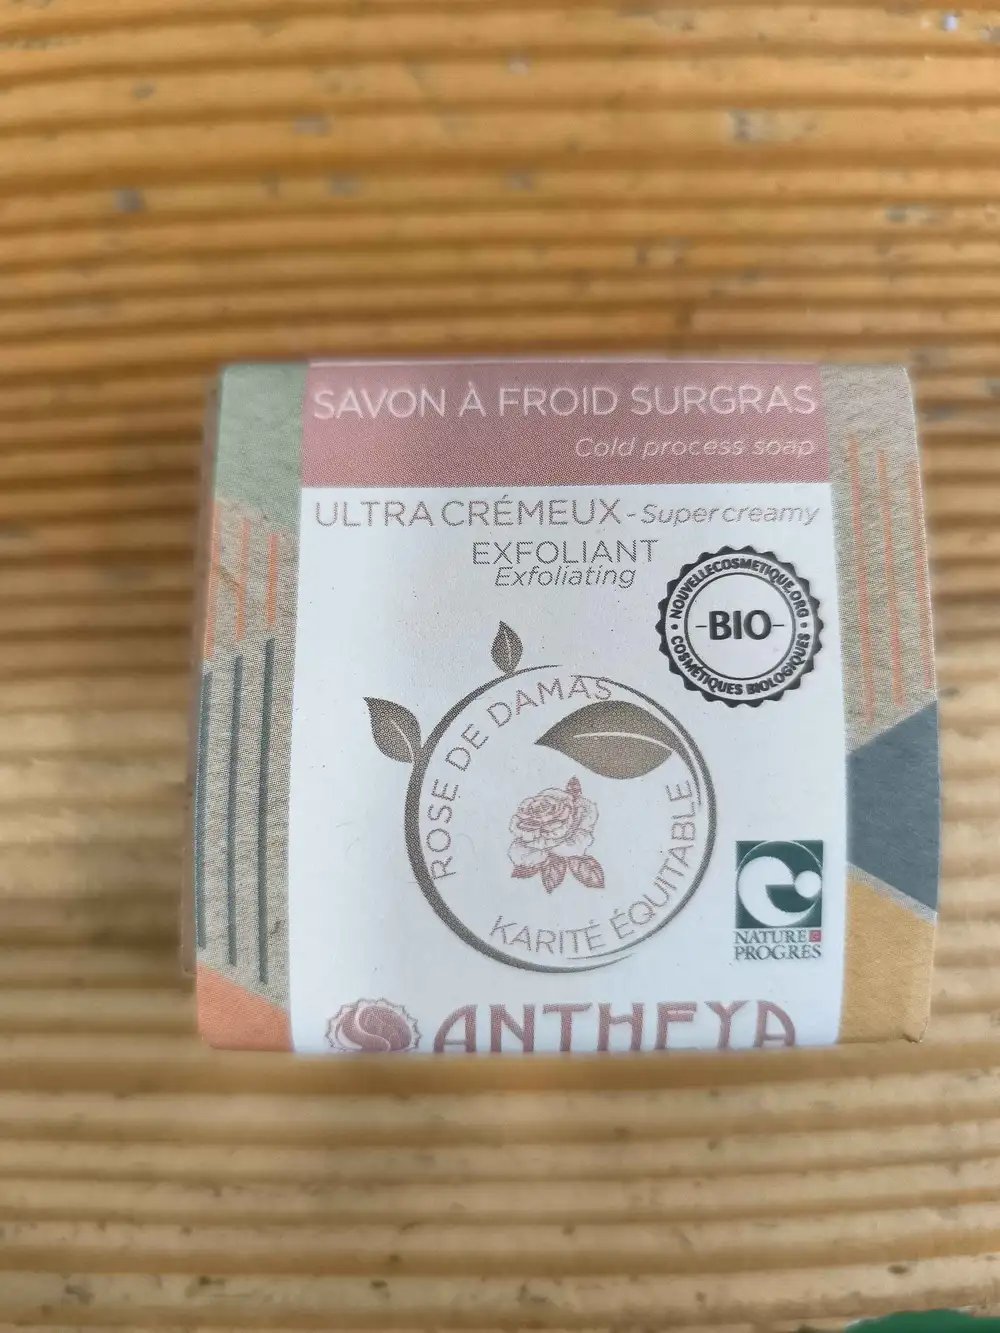 SAVON À FROID SURGRAS
Cold process soap
ULTRA CRÉMEUX - Super creamy
EXFOLIANT
Exfoliating
NOUVELLECOSMETIQUE.ORG
-BIO-
COSMÉTIQUES BIOLOGIQUES
ROSE DE DAMAS
KARITÉ ÉQUITABLE
NATURE &
PROGRES
ANTHEYA